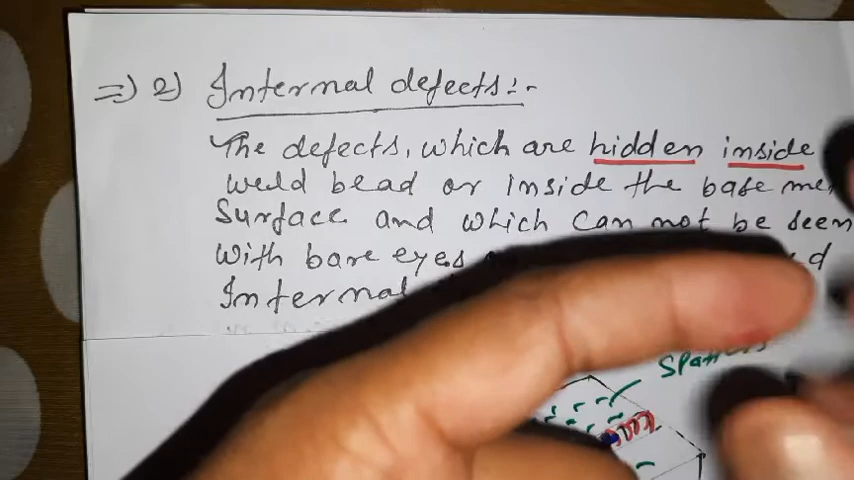 =) 2) Internal defects:-
The defects, which are hidden inside
weld bead or inside the base
Surface and which can not be seen
with bare eyes
Internal
Spatters